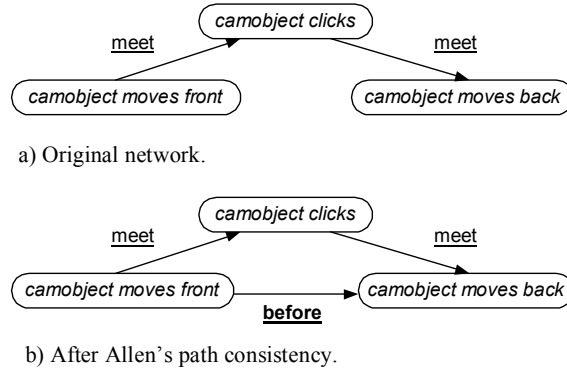 camobject clicks
meet meet
camobject moves front camobject moves back
a) Original network.
camobject clicks
meet meet
camobject moves front camobject moves back
before
b) After Allen's path consistency.